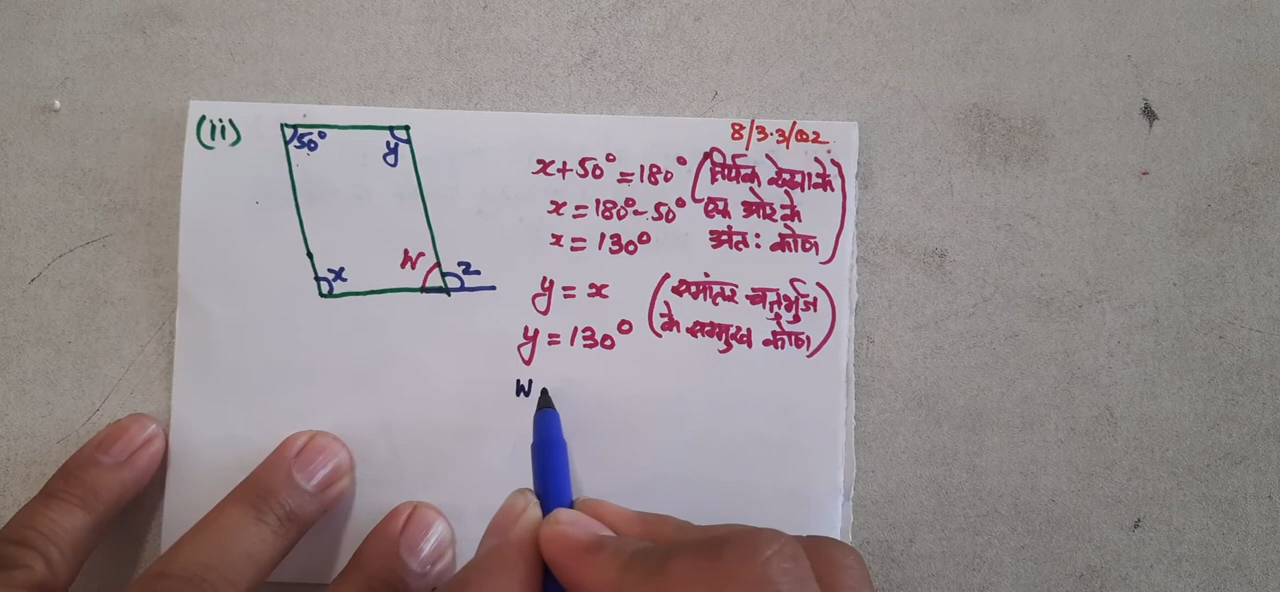 (ii)
8/3.3/Q2
50°
y
x
W
z
x+50°=180° (तिर्यक रेखा के
x=180°-50° एक ओर के
x=130° अंतः कोण)
y=x (समांतर चतुर्भुज
y=130° के सम्मुख कोण)
W